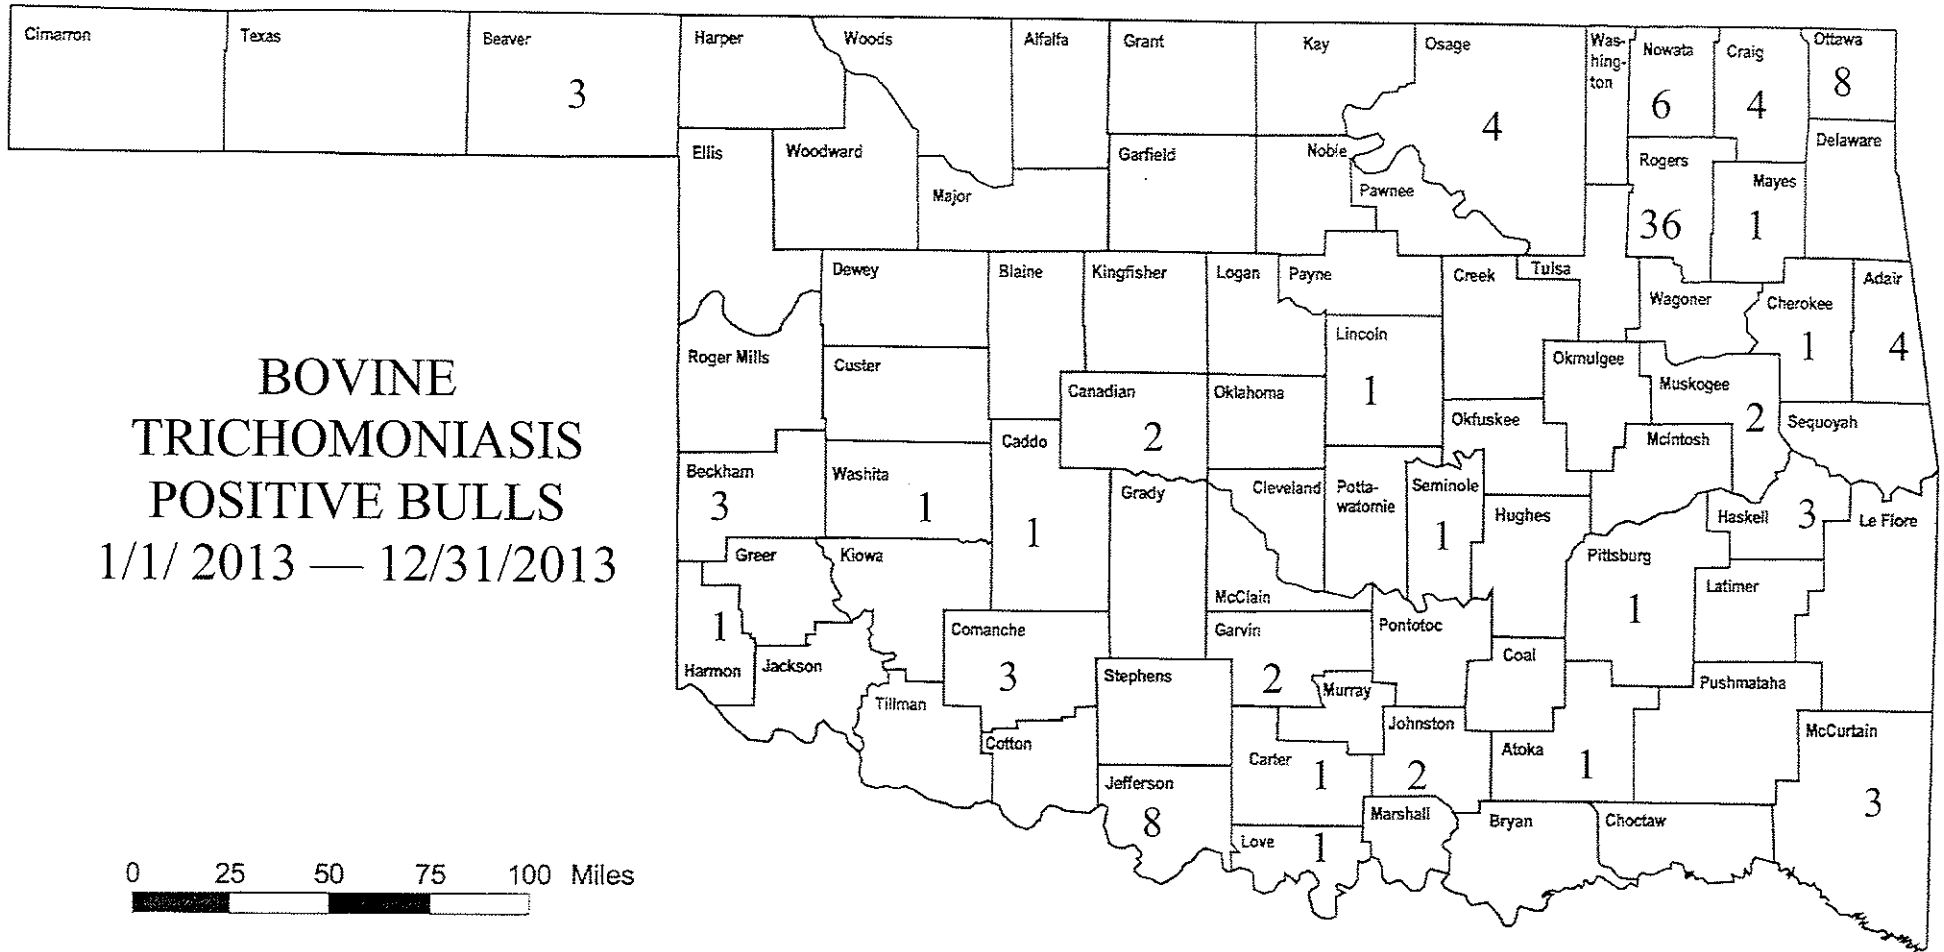 Cimarron
Texas
Beaver
3
Harper
Woods
Alfalfa
Grant
Kay
Osage
4
Was-
hing-
ton
Nowata
6
Craig
4
Ottawa
8
Ellis
Woodward
Major
Garfield
Noble
Pawnee
Rogers
36
Mayes
1
Delaware
Dewey
Blaine
Kingfisher
Logan
Payne
Creek
Tulsa
Wagoner
Cherokee
1
Adair
4
Roger Mills
Custer
Canadian
2
Oklahoma
Lincoln
1
Okmulgee
Muskogee
2
Okfuskee
McIntosh
Sequoyah
BOVINE
TRICHOMONIASIS
POSITIVE BULLS
1/1/ 2013 — 12/31/2013
Beckham
3
Washita
1
Caddo
1
Grady
Cleveland
Potta-
watomie
Seminole
1
Hughes
Haskell
3
Le Flore
Greer
Kiowa
McClain
Pittsburg
1
Latimer
1
Harmon
Jackson
Comanche
3
Garvin
2
Pontotoc
Coal
Tillman
Stephens
Murray
Pushmataha
Cotton
Carter
1
Johnston
2
Atoka
1
McCurtain
3
Jefferson
8
Love
1
Marshall
Bryan
Choctaw
0 25 50 75 100 Miles